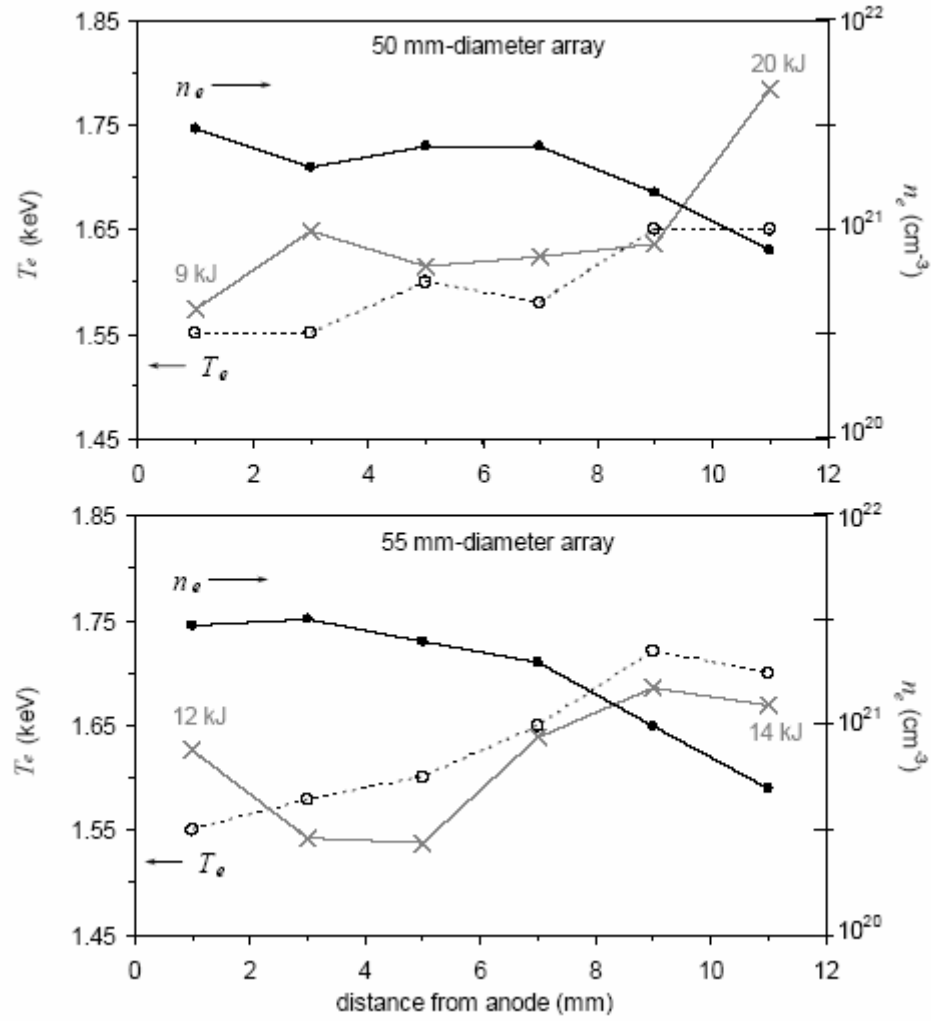 50 mm-diameter array
1.85
1.75
1.65
1.55
1.45
Te (keV)
10²²
10²¹
10²⁰
ne (cm⁻³)
ne
20 kJ
9 kJ
Te
0 2 4 6 8 10 12
55 mm-diameter array
1.85
1.75
1.65
1.55
1.45
Te (keV)
10²²
10²¹
10²⁰
ne (cm⁻³)
ne
12 kJ
14 kJ
Te
0 2 4 6 8 10 12
distance from anode (mm)